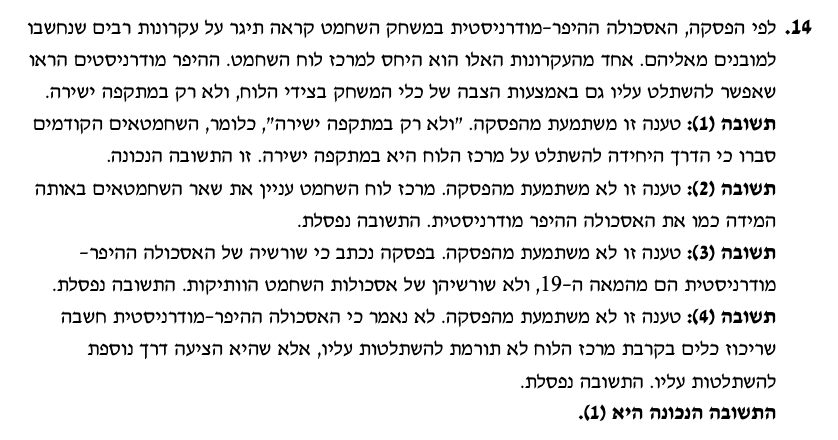 14. לפי הפסקה, האסכולה ההיפר-מודרניסטית במשחק השחמט קראה תיגר על עקרונות רבים שנחשבו
למובנים מאליהם. אחד מהעקרונות האלו הוא היחס למרכז לוח השחמט. ההיפר מודרניסטים הראו
שאפשר להשתלט עליו גם באמצעות הצבה של כלי המשחק בצידי הלוח, ולא רק במתקפה ישירה.
תשובה (1): טענה זו משתמעת מהפסקה. "ולא רק במתקפה ישירה", כלומר, השחמטאים הקודמים
סברו כי הדרך היחידה להשתלט על מרכז הלוח היא במתקפה ישירה. זו התשובה הנכונה.
תשובה (2): טענה זו לא משתמעת מהפסקה. מרכז לוח השחמט עניין את שאר השחמטאים באותה
המידה כמו את האסכולה ההיפר מודרניסטית. התשובה נפסלת.
תשובה (3): טענה זו לא משתמעת מהפסקה. בפסקה נכתב כי שורשיה של האסכולה ההיפר-
מודרניסטית הם מהמאה ה-19, ולא שורשיהן של אסכולות השחמט הוותיקות. התשובה נפסלת.
תשובה (4): טענה זו לא משתמעת מהפסקה. לא נאמר כי האסכולה ההיפר-מודרניסטית חשבה
שריכוז כלים בקרבת מרכז הלוח לא תורמת להשתלטות עליו, אלא שהיא הציעה דרך נוספת
להשתלטות עליו. התשובה נפסלת.
התשובה הנכונה היא (1).